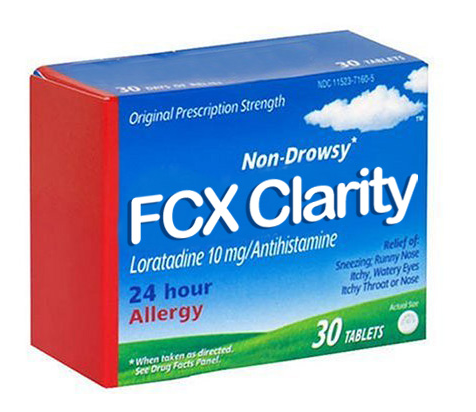 30 DAYS OF RELIEF
NDC 11523-7160-5
Original Prescription Strength
TM
Non-Drowsy*
FCX Clarity
Loratadine 10 mg/Antihistamine
Relief of:
Sneezing; Runny Nose
Itchy, Watery Eyes
Itchy Throat or Nose
24 hour
Allergy
Actual Size
30 TABLETS
*When taken as directed.
See Drug Facts Panel.